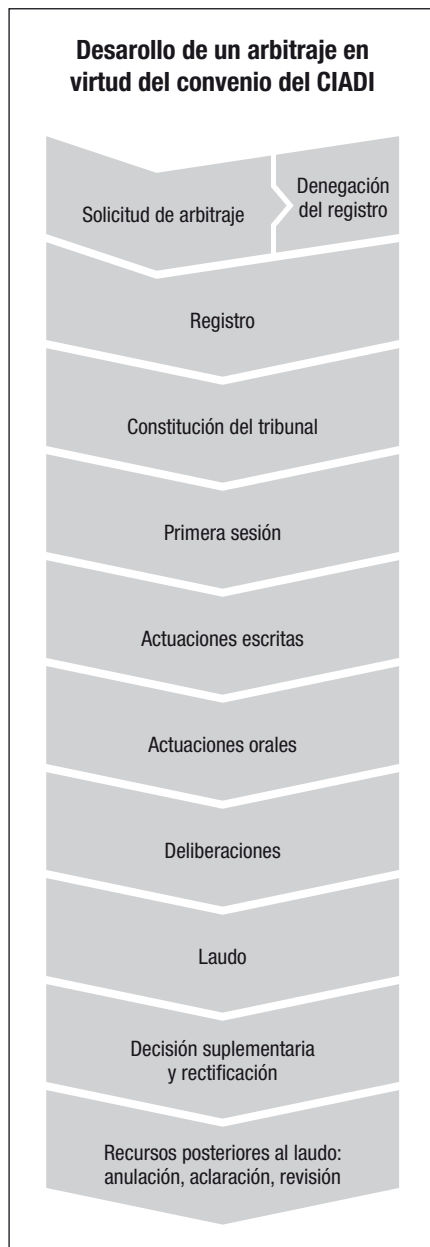 Desarollo de un arbitraje en
virtud del convenio del CIADI
Solicitud de arbitraje
Denegación
del registro
Registro
Constitución del tribunal
Primera sesión
Actuaciones escritas
Actuaciones orales
Deliberaciones
Laudo
Decisión suplementaria
y rectificación
Recursos posteriores al laudo:
anulación, aclaración, revisión